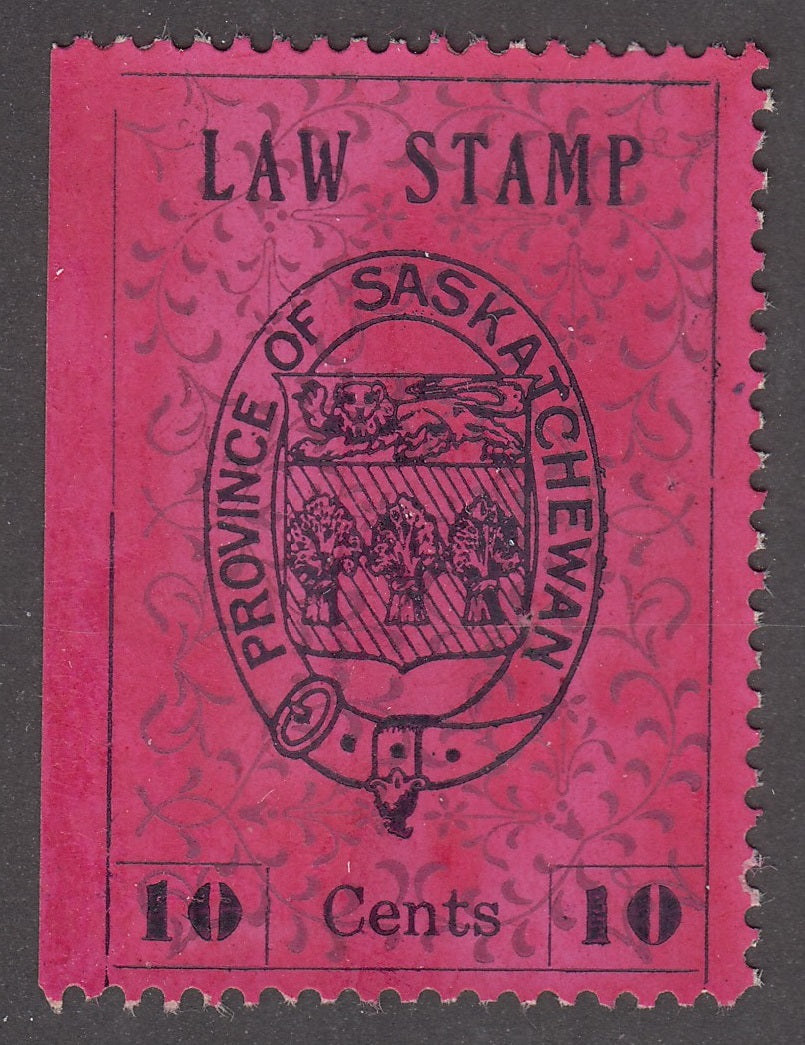 LAW STAMP
PROVINCE OF SASKATCHEWAN
10 Cents 10